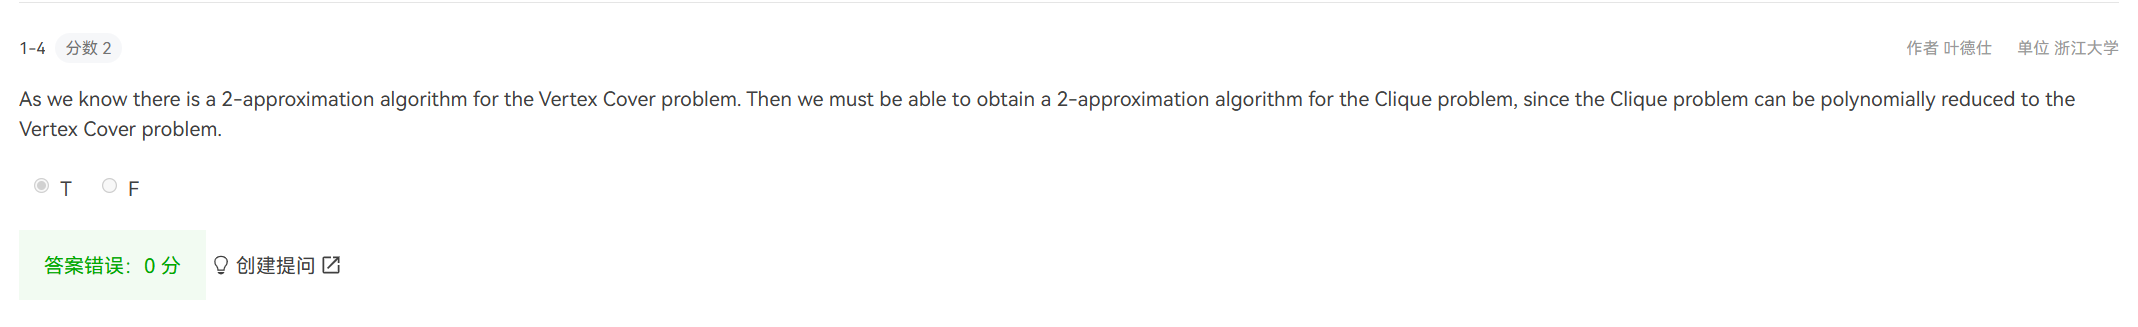 1-4 分数 2 作者 叶德仕 单位 浙江大学
As we know there is a 2-approximation algorithm for the Vertex Cover problem. Then we must be able to obtain a 2-approximation algorithm for the Clique problem, since the Clique problem can be polynomially reduced to the
Vertex Cover problem.
T F
答案错误：0 分 创建提问